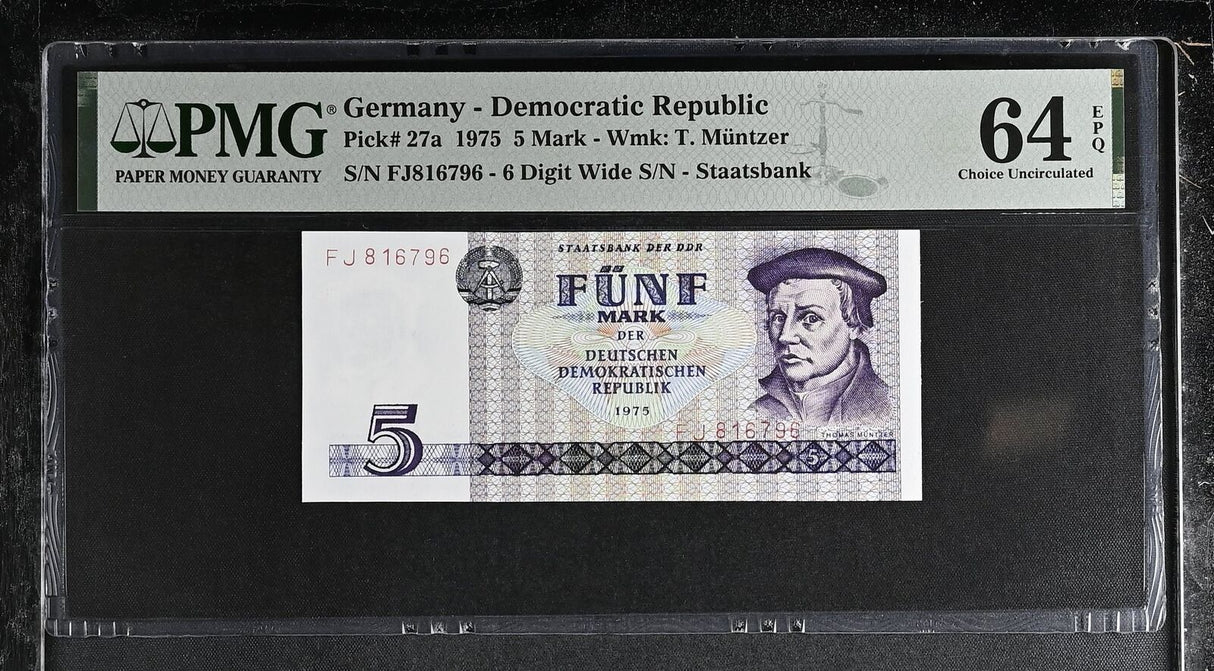 PMG®
PAPER MONEY GUARANTY
Germany - Democratic Republic
Pick# 27a 1975 5 Mark - Wmk: T. Müntzer
S/N FJ816796 - 6 Digit Wide S/N - Staatsbank
64
EPQ
Choice Uncirculated
FJ 816796
STAATSBANK DER DDR
FÜNF
MARK
DER
DEUTSCHEN
DEMOKRATISCHEN
REPUBLIK
1975
FJ 816796
THOMAS MÜNTZER
5
5